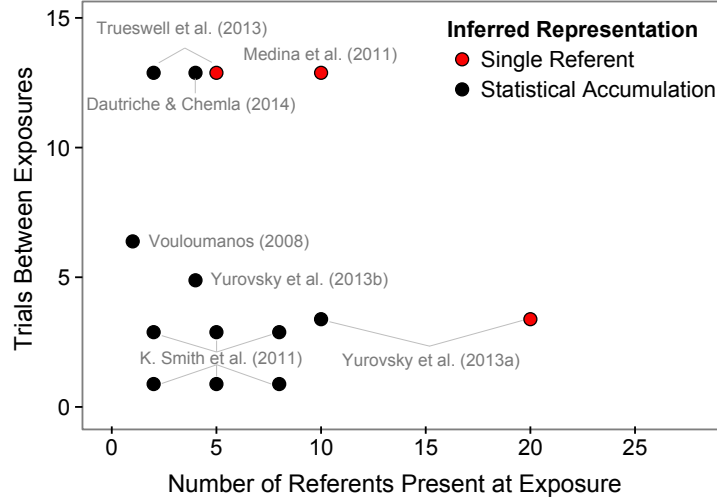 Trueswell et al. (2013)
Medina et al. (2011)
Dautriche & Chemla (2014)
Inferred Representation
Single Referent
Statistical Accumulation
Vouloumanos (2008)
Yurovsky et al. (2013b)
K. Smith et al. (2011)
Yurovsky et al. (2013a)
15
10
5
0
Trials Between Exposures
0 5 10 15 20 25
Number of Referents Present at Exposure